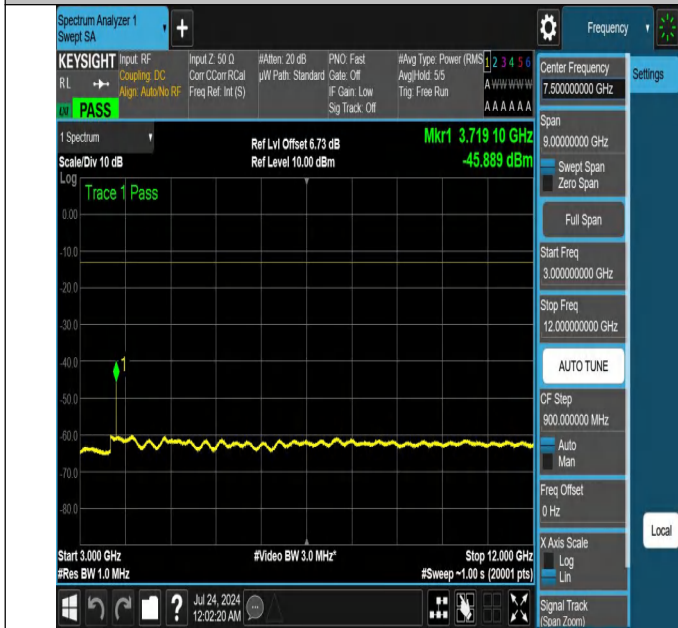 Spectrum Analyzer 1
Swept SA
Frequency
KEYSIGHT
RL
PASS
Input: RF
Coupling: DC
Align: Auto/No RF
Input Z: 50 Ω
Corr CCorr RCal
Freq Ref: Int (S)
#Atten: 20 dB
µW Path: Standard
PNO: Fast
Gate: Off
IF Gain: Low
Sig Track: Off
#Avg Type: Power (RMS
Avg|Hold: 5/5
Trig: Free Run
1 2 3 4 5 6
A W W W W W
A A A A A A
1 Spectrum
Scale/Div 10 dB
Ref Lvl Offset 6.73 dB
Ref Level 10.00 dBm
Mkr1 3.719 10 GHz
-45.889 dBm
Log
Trace 1 Pass
0.00
-10.0
-20.0
-30.0
-40.0
-50.0
-60.0
-70.0
-80.0
1
Start 3.000 GHz
#Res BW 1.0 MHz
#Video BW 3.0 MHz*
Stop 12.000 GHz
#Sweep ~1.00 s (20001 pts)
?
Jul 24, 2024
12:02:20 AM
Center Frequency
7.500000000 GHz
Settings
Span
9.00000000 GHz
Swept Span
Zero Span
Full Span
Start Freq
3.000000000 GHz
Stop Freq
12.000000000 GHz
AUTO TUNE
CF Step
900.000000 MHz
Auto
Man
Freq Offset
0 Hz
X Axis Scale
Log
Lin
Local
Signal Track
(Span Zoom)